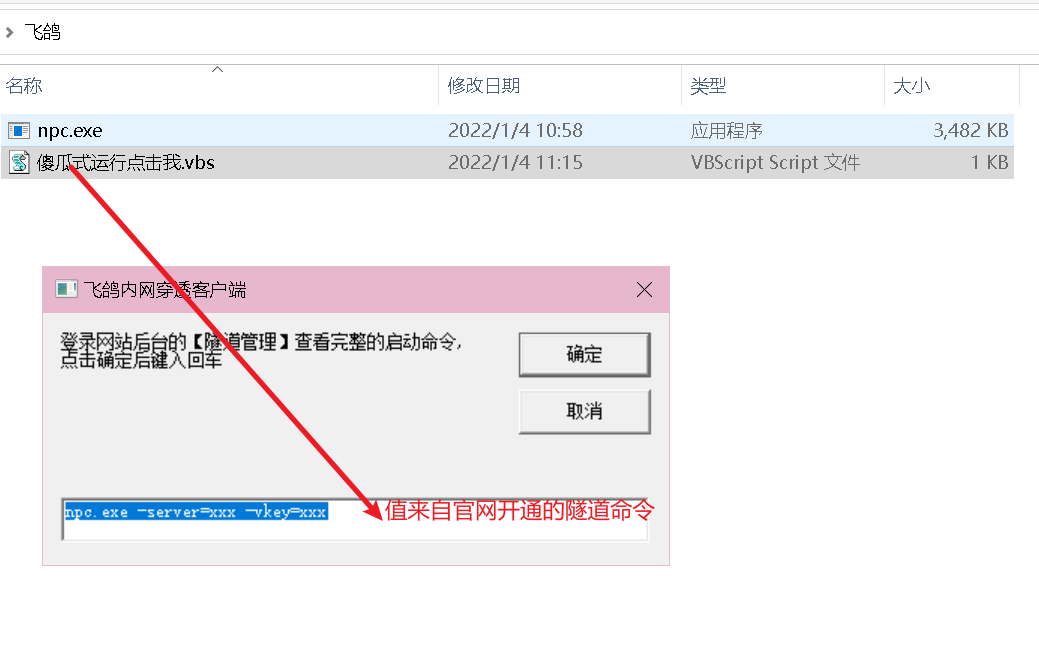 飞鸽
名称 修改日期 类型 大小
npc.exe 2022/1/4 10:58 应用程序 3,482 KB
傻瓜式运行点击我.vbs 2022/1/4 11:15 VBScript Script 文件 1 KB
飞鸽内网穿透客户端
登录网站后台的【隧道管理】查看完整的启动命令,
点击确定后键入回车
确定
取消
npc.exe -server=xxx -vkey=xxx 值来自官网开通的隧道命令